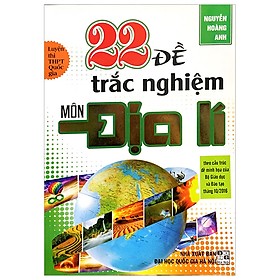 NGUYỄN
HOÀNG
ANH
Luyện
thi
THPT Quốc
gia
22 ĐỀ
trắc nghiệm
MÔN Địa lí
theo cấu trúc
đề minh họa của
Bộ Giáo dục
và Đào tạo
tháng 10/2016
NHÀ XUẤT BẢN
ĐẠI HỌC QUỐC GIA HÀ NỘI